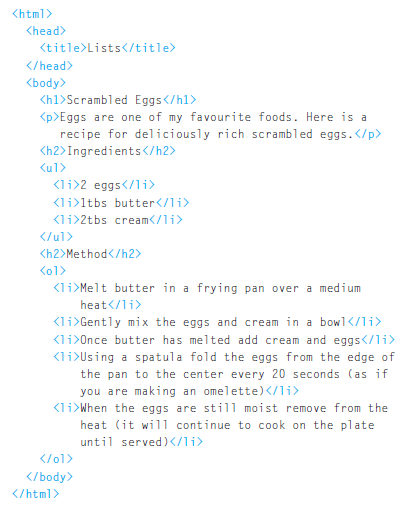 <html>
<head>
<title>Lists</title>
</head>
<body>
<h1>Scrambled Eggs</h1>
<p>Eggs are one of my favourite foods. Here is a
recipe for deliciously rich scrambled eggs.</p>
<h2>Ingredients</h2>
<ul>
<li>2 eggs</li>
<li>1tbs butter</li>
<li>2tbs cream</li>
</ul>
<h2>Method</h2>
<ol>
<li>Melt butter in a frying pan over a medium
heat</li>
<li>Gently mix the eggs and cream in a bowl</li>
<li>Once butter has melted add cream and eggs</li>
<li>Using a spatula fold the eggs from the edge of
the pan to the center every 20 seconds (as if
you are making an omelette)</li>
<li>When the eggs are still moist remove from the
heat (it will continue to cook on the plate
until served)</li>
</ol>
</body>
</html>